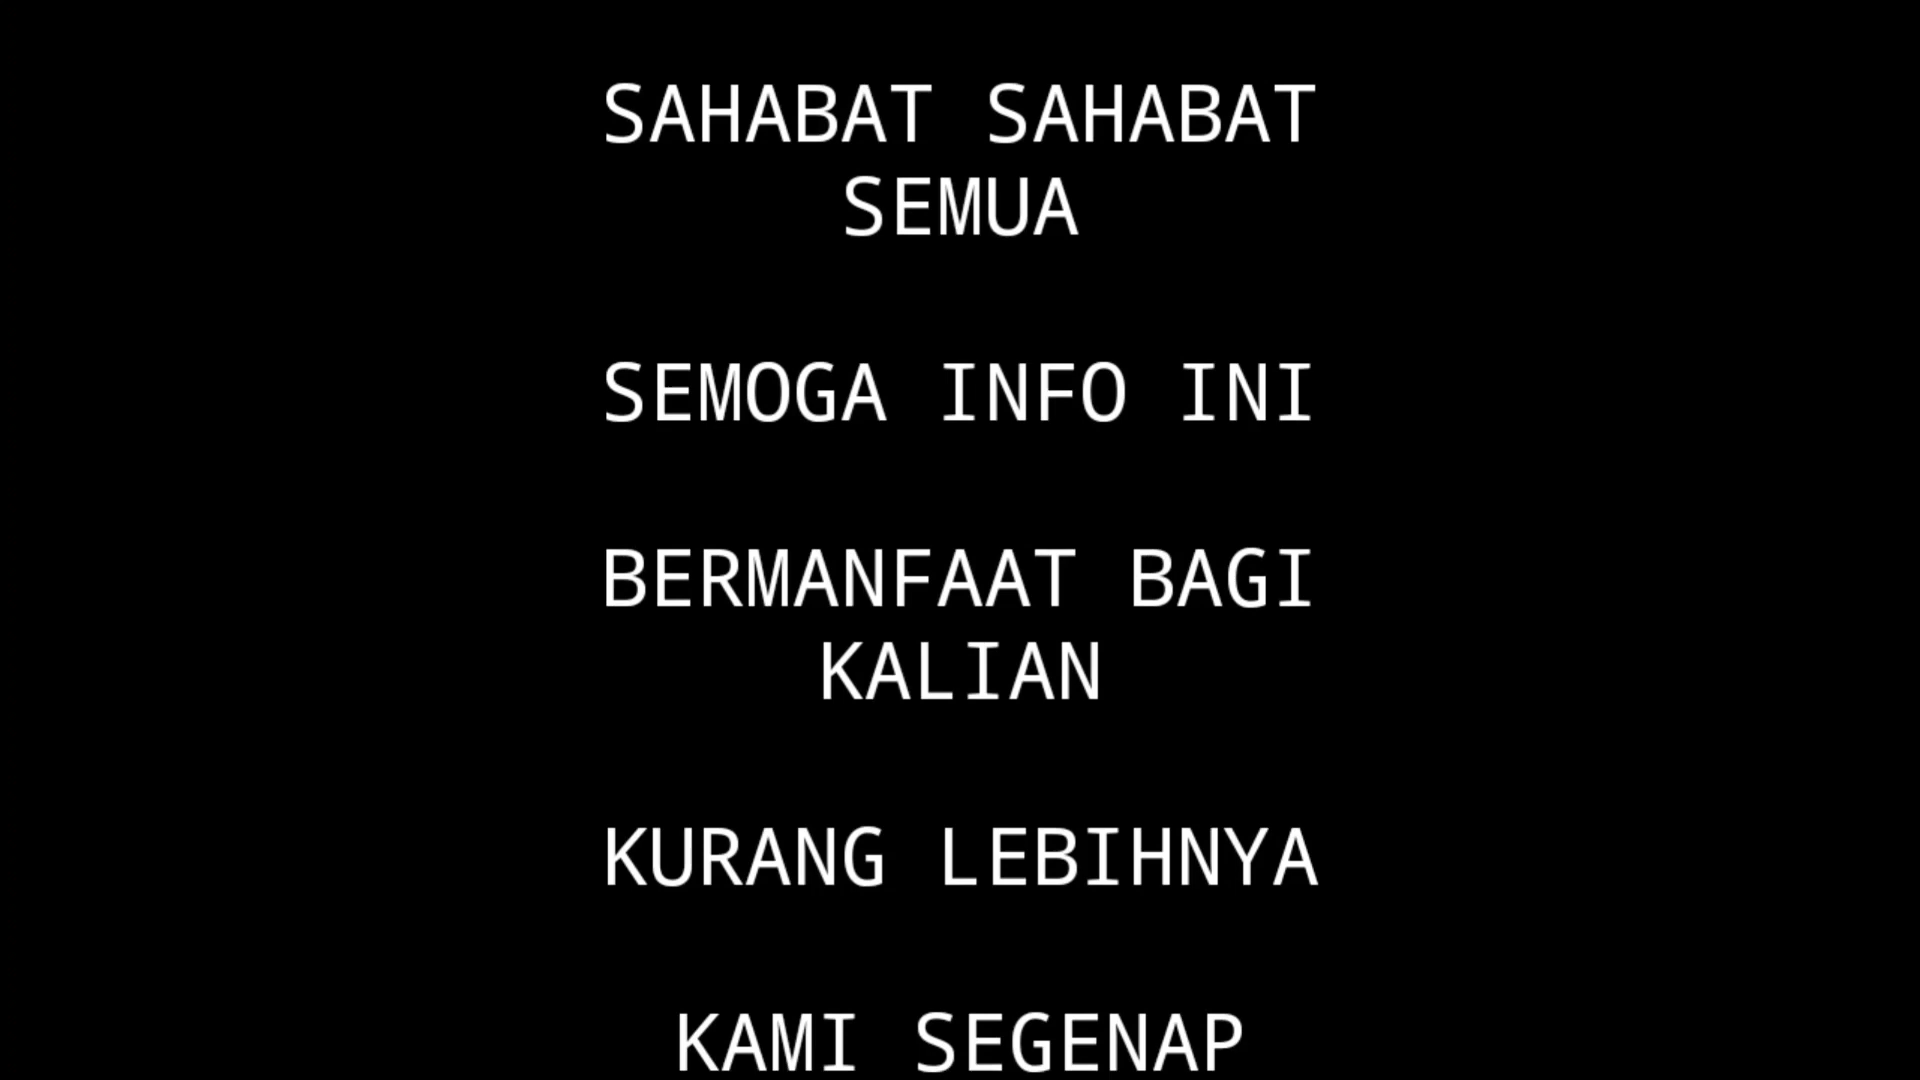 SAHABAT SAHABAT
SEMUA
SEMOGA INFO INI
BERMANFAAT BAGI
KALIAN
KURANG LEBIHNYA
KAMI SEGENAP